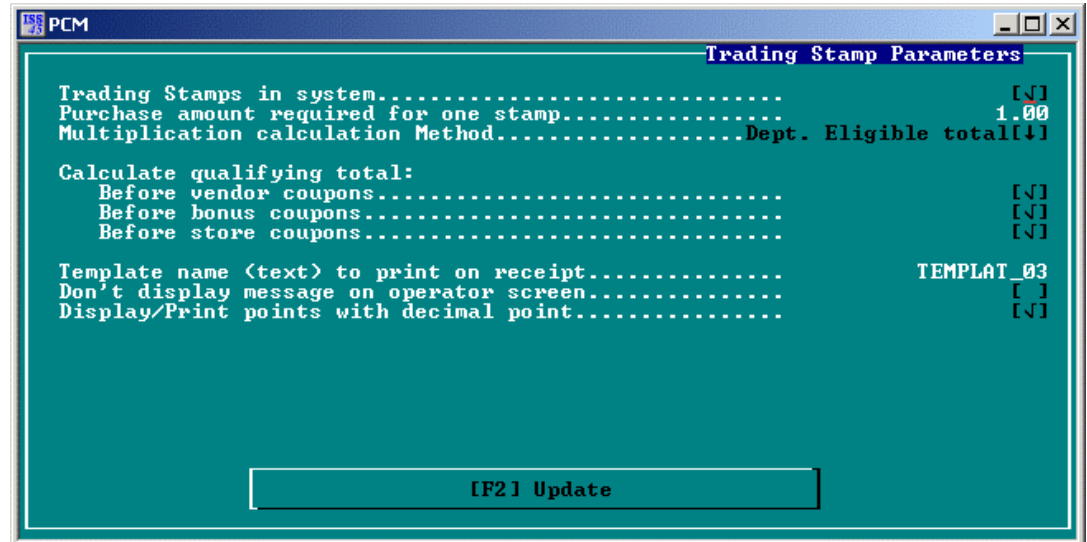 ISS 45 PCM
Trading Stamp Parameters
Trading Stamps in system................................ [√]
Purchase amount required for one stamp.................. 1.00
Multiplication calculation Method....................Dept. Eligible total[↓]
Calculate qualifying total:
Before vendor coupons................................. [√]
Before bonus coupons.................................. [√]
Before store coupons.................................. [√]
Template name (text) to print on receipt................ TEMPLAT_03
Don't display message on operator screen................ [ ]
Display/Print points with decimal point................. [√]
[F2] Update